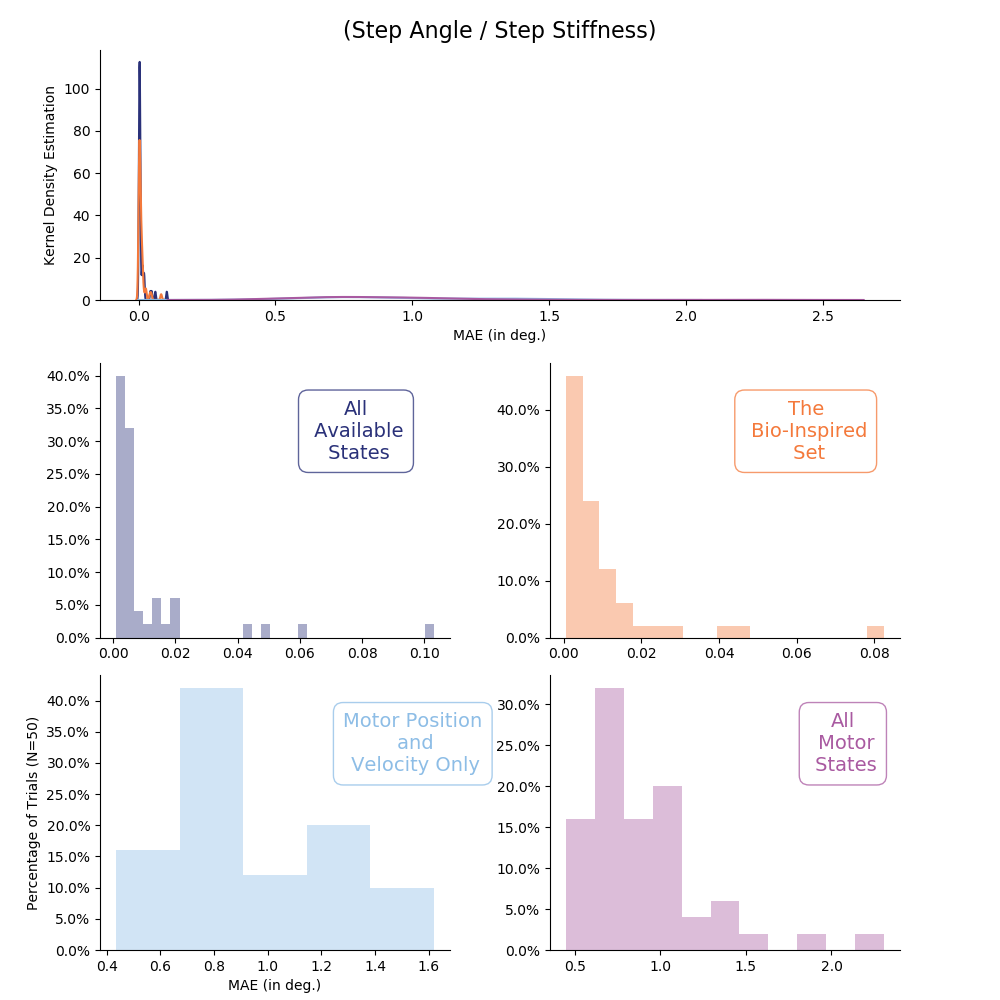 (Step Angle / Step Stiffness)
Kernel Density Estimation
100
80
60
40
20
0
0.0 0.5 1.0 1.5 2.0 2.5
MAE (in deg.)
40.0%
35.0%
30.0%
25.0%
20.0%
15.0%
10.0%
5.0%
0.0%
All
Available
States
0.00 0.02 0.04 0.06 0.08 0.10
40.0%
30.0%
20.0%
10.0%
0.0%
The
Bio-Inspired
Set
0.00 0.02 0.04 0.06 0.08
Percentage of Trials (N=50)
40.0%
35.0%
30.0%
25.0%
20.0%
15.0%
10.0%
5.0%
0.0%
Motor Position
and
Velocity Only
0.4 0.6 0.8 1.0 1.2 1.4 1.6
MAE (in deg.)
30.0%
25.0%
20.0%
15.0%
10.0%
5.0%
0.0%
All
Motor
States
0.5 1.0 1.5 2.0